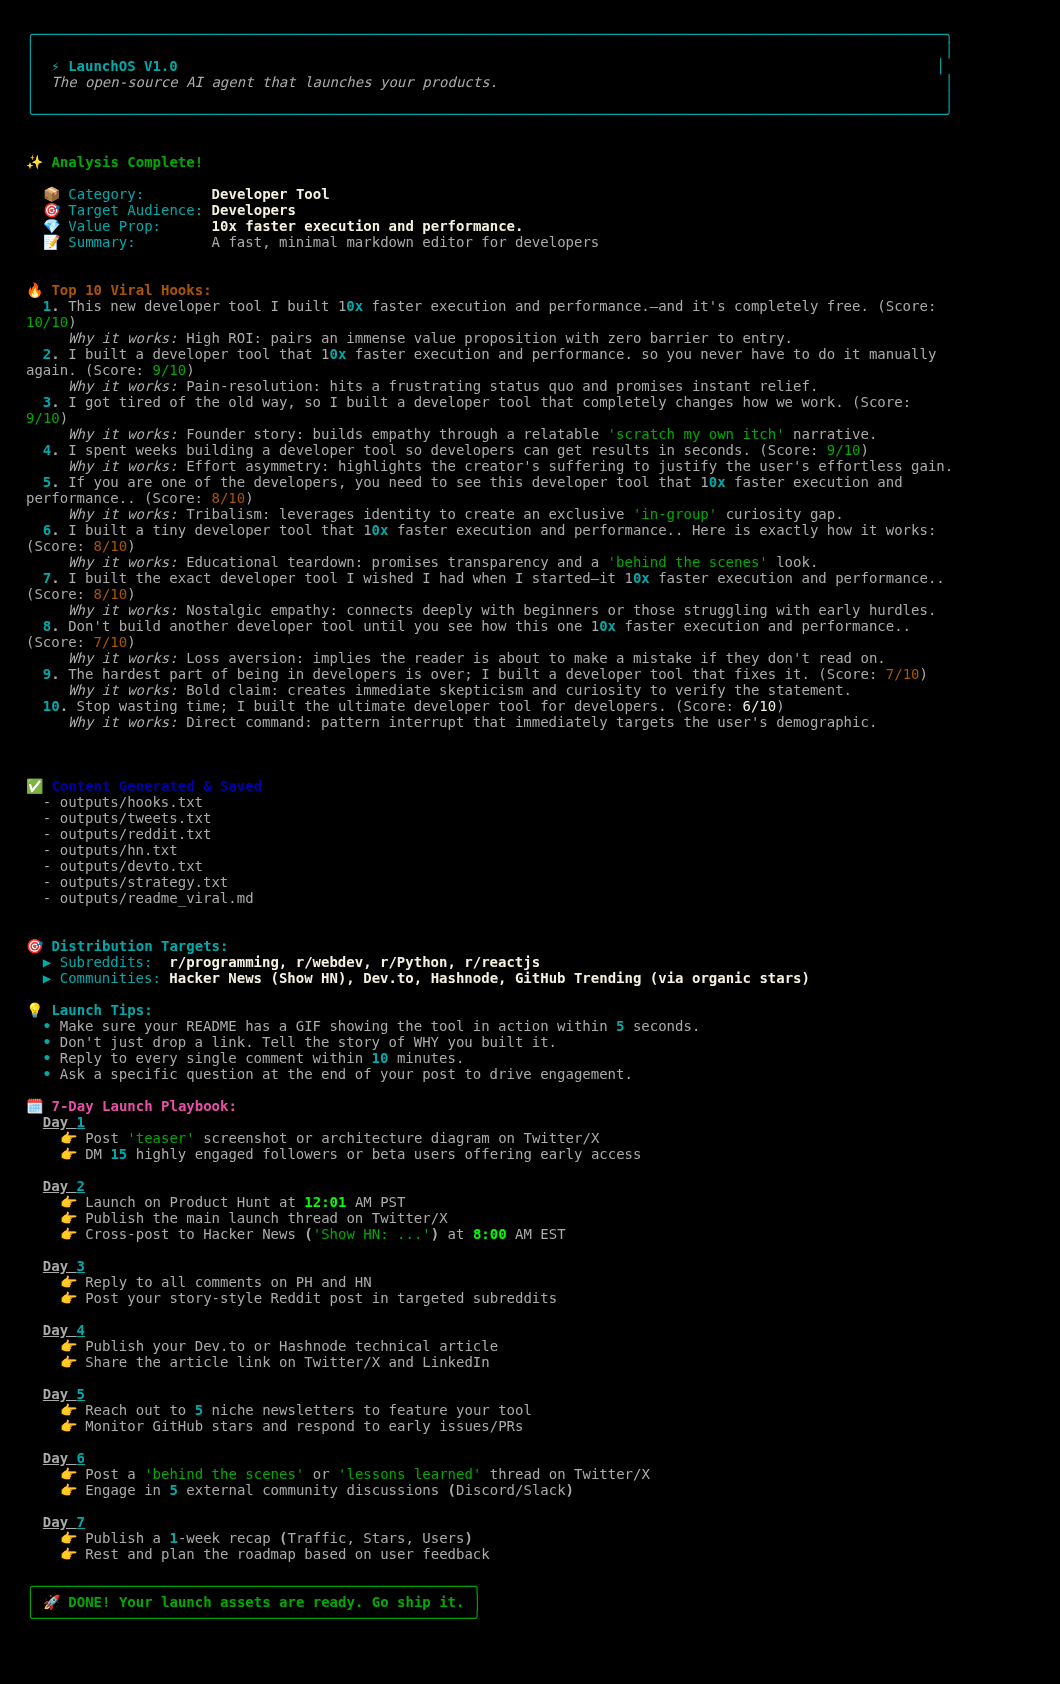 ⚡ LaunchOS V1.0
The open-source AI agent that launches your products.
✨ Analysis Complete!
📦 Category: Developer Tool
🎯 Target Audience: Developers
💎 Value Prop: 10x faster execution and performance.
📝 Summary: A fast, minimal markdown editor for developers
🔥 Top 10 Viral Hooks:
1. This new developer tool I built 10x faster execution and performance.—and it's completely free. (Score:
10/10)
Why it works: High ROI: pairs an immense value proposition with zero barrier to entry.
2. I built a developer tool that 10x faster execution and performance. so you never have to do it manually
again. (Score: 9/10)
Why it works: Pain-resolution: hits a frustrating status quo and promises instant relief.
3. I got tired of the old way, so I built a developer tool that completely changes how we work. (Score:
9/10)
Why it works: Founder story: builds empathy through a relatable 'scratch my own itch' narrative.
4. I spent weeks building a developer tool so developers can get results in seconds. (Score: 9/10)
Why it works: Effort asymmetry: highlights the creator's suffering to justify the user's effortless gain.
5. If you are one of the developers, you need to see this developer tool that 10x faster execution and
performance.. (Score: 8/10)
Why it works: Tribalism: leverages identity to create an exclusive 'in-group' curiosity gap.
6. I built a tiny developer tool that 10x faster execution and performance.. Here is exactly how it works:
(Score: 8/10)
Why it works: Educational teardown: promises transparency and a 'behind the scenes' look.
7. I built the exact developer tool I wished I had when I started—it 10x faster execution and performance..
(Score: 8/10)
Why it works: Nostalgic empathy: connects deeply with beginners or those struggling with early hurdles.
8. Don't build another developer tool until you see how this one 10x faster execution and performance..
(Score: 7/10)
Why it works: Loss aversion: implies the reader is about to make a mistake if they don't read on.
9. The hardest part of being in developers is over; I built a developer tool that fixes it. (Score: 7/10)
Why it works: Bold claim: creates immediate skepticism and curiosity to verify the statement.
10. Stop wasting time; I built the ultimate developer tool for developers. (Score: 6/10)
Why it works: Direct command: pattern interrupt that immediately targets the user's demographic.
✅ Content Generated & Saved
- outputs/hooks.txt
- outputs/tweets.txt
- outputs/reddit.txt
- outputs/hn.txt
- outputs/devto.txt
- outputs/strategy.txt
- outputs/readme_viral.md
🎯 Distribution Targets:
▶ Subreddits: r/programming, r/webdev, r/Python, r/reactjs
▶ Communities: Hacker News (Show HN), Dev.to, Hashnode, GitHub Trending (via organic stars)
💡 Launch Tips:
• Make sure your README has a GIF showing the tool in action within 5 seconds.
• Don't just drop a link. Tell the story of WHY you built it.
• Reply to every single comment within 10 minutes.
• Ask a specific question at the end of your post to drive engagement.
🗓️ 7-Day Launch Playbook:
Day 1
👉 Post 'teaser' screenshot or architecture diagram on Twitter/X
👉 DM 15 highly engaged followers or beta users offering early access
Day 2
👉 Launch on Product Hunt at 12:01 AM PST
👉 Publish the main launch thread on Twitter/X
👉 Cross-post to Hacker News ('Show HN: ...') at 8:00 AM EST
Day 3
👉 Reply to all comments on PH and HN
👉 Post your story-style Reddit post in targeted subreddits
Day 4
👉 Publish your Dev.to or Hashnode technical article
👉 Share the article link on Twitter/X and LinkedIn
Day 5
👉 Reach out to 5 niche newsletters to feature your tool
👉 Monitor GitHub stars and respond to early issues/PRs
Day 6
👉 Post a 'behind the scenes' or 'lessons learned' thread on Twitter/X
👉 Engage in 5 external community discussions (Discord/Slack)
Day 7
👉 Publish a 1-week recap (Traffic, Stars, Users)
👉 Rest and plan the roadmap based on user feedback
🚀 DONE! Your launch assets are ready. Go ship it.